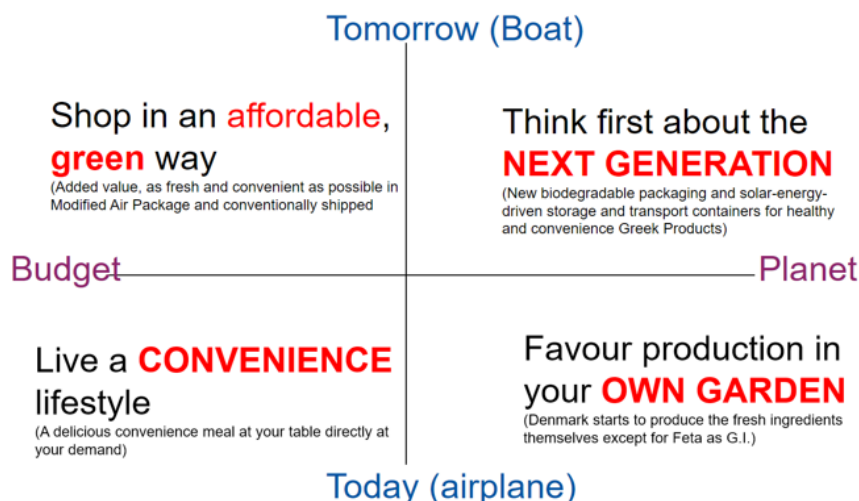 Tomorrow (Boat)
Shop in an affordable,
green way
(Added value, as fresh and convenient as possible in
Modified Air Package and conventionally shipped
Think first about the
NEXT GENERATION
(New biodegradable packaging and solar-energy-
driven storage and transport containers for healthy
and convenience Greek Products)
Budget
Planet
Live a CONVENIENCE
lifestyle
(A delicious convenience meal at your table directly at
your demand)
Favour production in
your OWN GARDEN
(Denmark starts to produce the fresh ingredients
themselves except for Feta as G.I.)
Today (airplane)